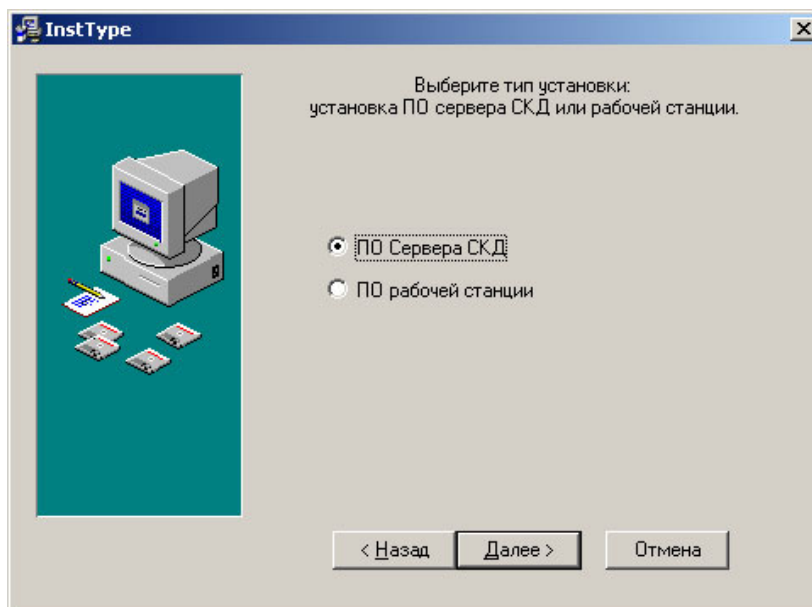 InstType
Выберите тип установки:
установка ПО сервера СКД или рабочей станции.
ПО Сервера СКД
ПО рабочей станции
< Назад
Далее >
Отмена